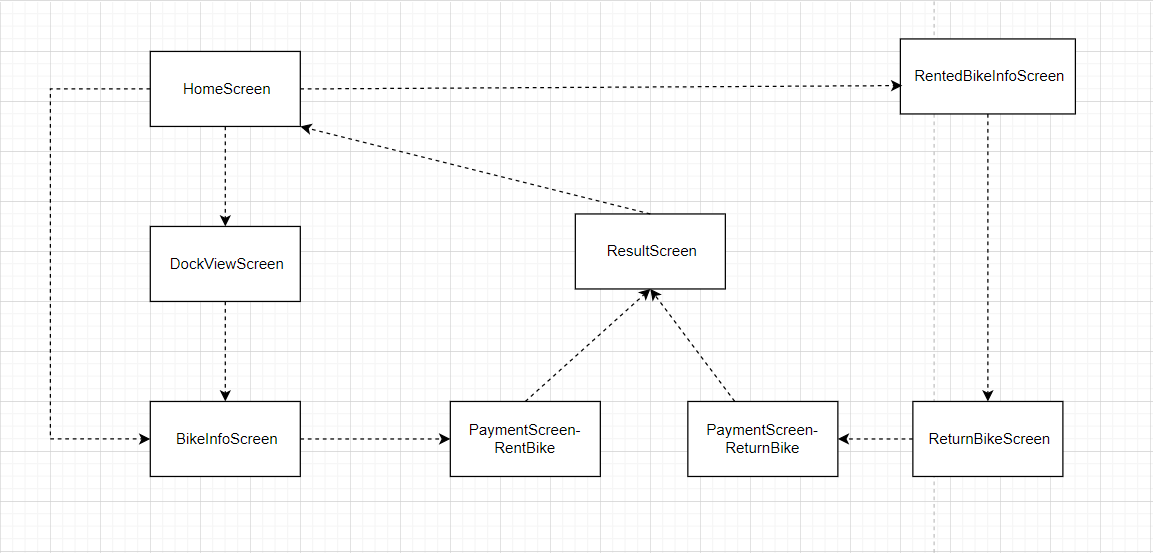 HomeScreen
RentedBikeInfoScreen
DockViewScreen
ResultScreen
BikeInfoScreen
PaymentScreen-
RentBike
PaymentScreen-
ReturnBike
ReturnBikeScreen